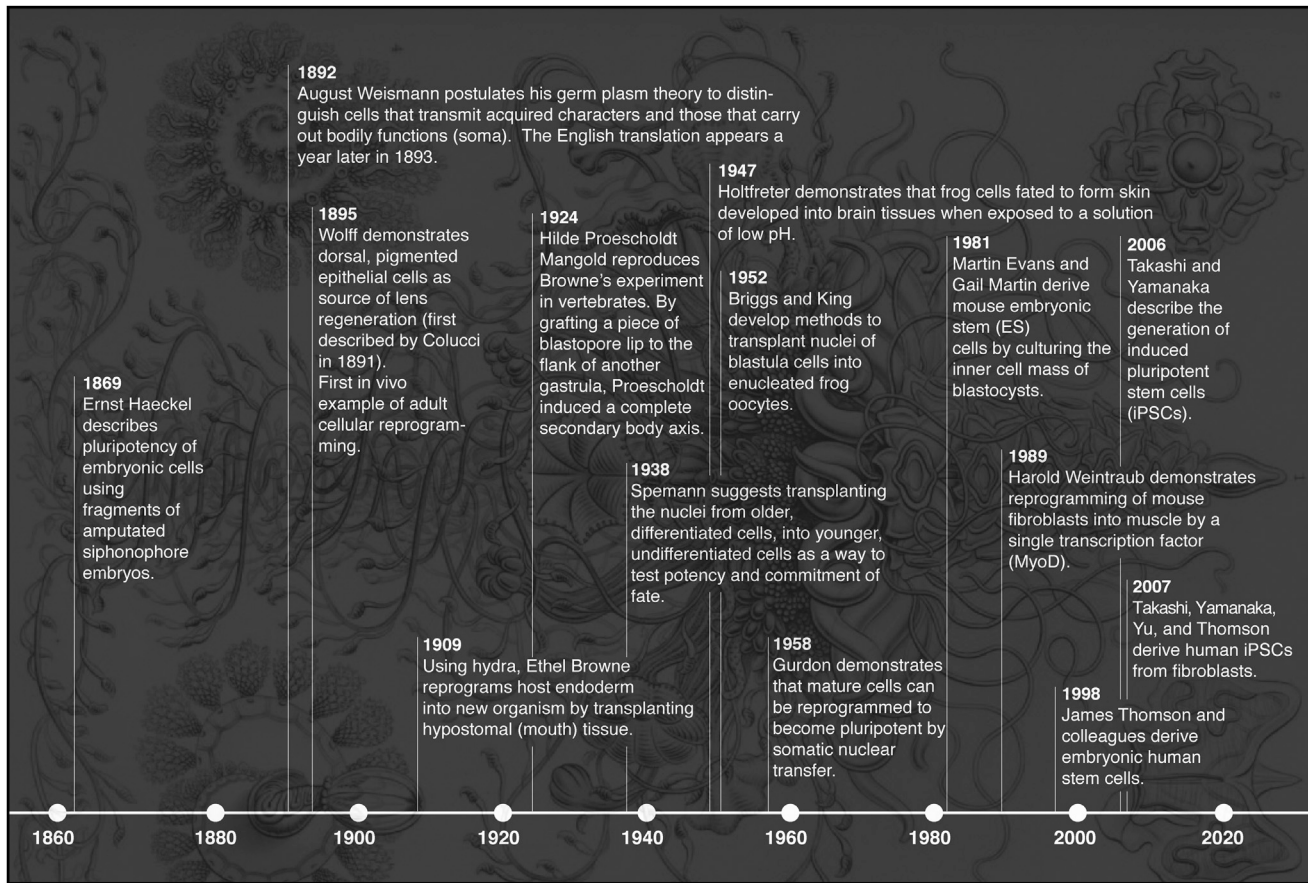 1892
August Weismann postulates his germ plasm theory to distin-
guish cells that transmit acquired characters and those that carry
out bodily functions (soma).  The English translation appears a
year later in 1893.
1947
Holtfreter demonstrates that frog cells fated to form skin
developed into brain tissues when exposed to a solution
of low pH.
1895
Wolff demonstrates
dorsal, pigmented
epithelial cells as
source of lens
regeneration (first
described by Colucci
in 1891).
First in vivo
example of adult
cellular reprogram-
ming.
1924
Hilde Proescholdt
Mangold reproduces
Browne's experiment
in vertebrates. By
grafting a piece of
blastopore lip to the
flank of another
gastrula, Proescholdt
induced a complete
secondary body axis.
1952
Briggs and King
develop methods to
transplant nuclei of
blastula cells into
enucleated frog
oocytes.
1981
Martin Evans and
Gail Martin derive
mouse embryonic
stem (ES)
cells by culturing the
inner cell mass of
blastocysts.
2006
Takashi and
Yamanaka
describe the
generation of
induced
pluripotent
stem cells
(iPSCs).
1869
Ernst Haeckel
describes
pluripotency of
embryonic cells
using
fragments of
amputated
siphonophore
embryos.
1938
Spemann suggests transplanting
the nuclei from older,
differentiated cells, into younger,
undifferentiated cells as a way to
test potency and commitment of
fate.
1989
Harold Weintraub demonstrates
reprogramming of mouse
fibroblasts into muscle by a
single transcription factor
(MyoD).
2007
Takashi, Yamanaka,
Yu, and Thomson
derive human iPSCs
from fibroblasts.
1909
Using hydra, Ethel Browne
reprograms host endoderm
into new organism by transplanting
hypostomal (mouth) tissue.
1958
Gurdon demonstrates
that mature cells can
be reprogrammed to
become pluripotent by
somatic nuclear
transfer.
1998
James Thomson and
colleagues derive
embryonic human
stem cells.
1860 1880 1900 1920 1940 1960 1980 2000 2020